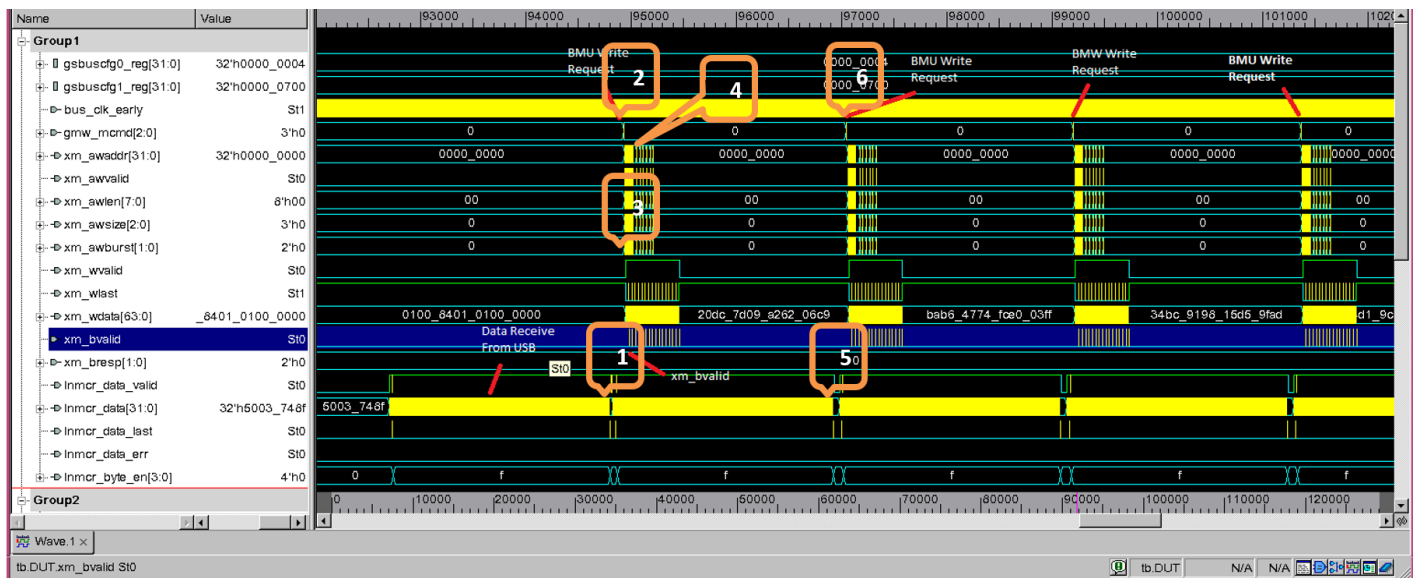 Name Value 93000 94000 95000 96000 97000 98000 99000 100000 101000
Group1
BMU Write Request
2
4
6
BMU Write Request
BMW Write Request
BMU Write Request
gsbuscfg0_reg[31:0] 32'h0000_0004 0000_0004
gsbuscfg1_reg[31:0] 32'h0000_0700 0000_0700
bus_clk_early St1
gmw_mcmd[2:0] 3'h0 0 0 0 0 0
xm_awaddr[31:0] 32'h0000_0000 0000_0000 0000_0000 0000_0000 0000_0000 0000_0000
xm_awvalid St0
3
xm_awlen[7:0] 8'h00 00 00 00 00 00
xm_awsize[2:0] 3'h0 0 0 0 0 0
xm_awburst[1:0] 2'h0 0 0 0 0 0
xm_wvalid St0
xm_wlast St1
xm_wdata[63:0] _8401_0100_0000 0100_8401_0100_0000 20dc_7d09_a262_06c9 bab6_4774_fce0_03ff 34bc_9198_15d5_9fad d1_9c
Data Receive From USB
xm_bvalid St0
1
5
xm_bresp[1:0] 2'h0 St0 0
xm_bvalid
lnmcr_data_valid St0
lnmcr_data[31:0] 32'h5003_748f 5003_748f
lnmcr_data_last St0
lnmcr_data_err St0
lnmcr_byte_en[3:0] 4'h0 0 f f f f f
Group2 0 10000 20000 30000 40000 50000 60000 70000 80000 90000 100000 110000 120000
Wave.1
tb.DUT.xm_bvalid St0 tb.DUT N/A N/A